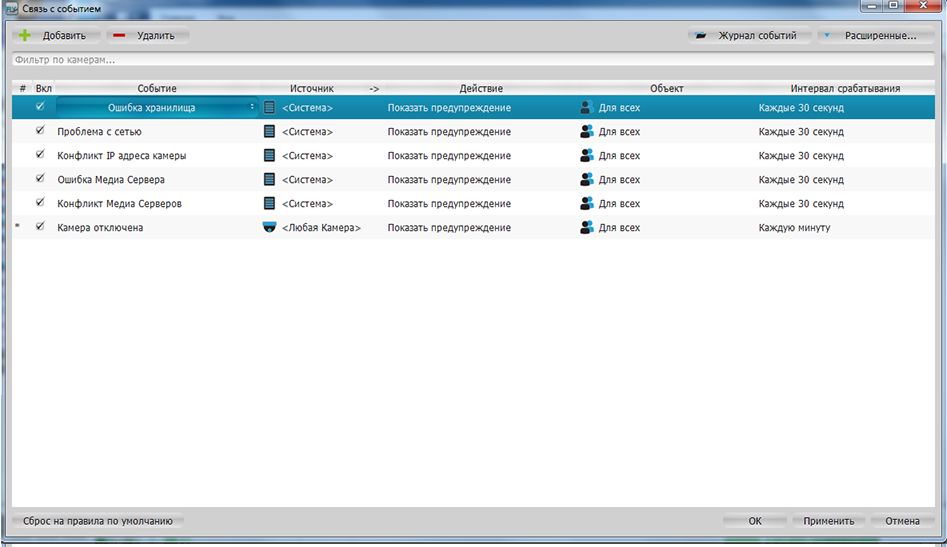 Связь с событием
Добавить Удалить Журнал событий Расширенные...
Фильтр по камерам...
# Вкл Событие Источник -> Действие Объект Интервал срабатывания
Ошибка хранилища <Система> Показать предупреждение Для всех Каждые 30 секунд
Проблема с сетью <Система> Показать предупреждение Для всех Каждые 30 секунд
Конфликт IP адреса камеры <Система> Показать предупреждение Для всех Каждые 30 секунд
Ошибка Медиа Сервера <Система> Показать предупреждение Для всех Каждые 30 секунд
Конфликт Медиа Серверов <Система> Показать предупреждение Для всех Каждые 30 секунд
* Камера отключена <Любая Камера> Показать предупреждение Для всех Каждую минуту
Сброс на правила по умолчанию OK Применить Отмена